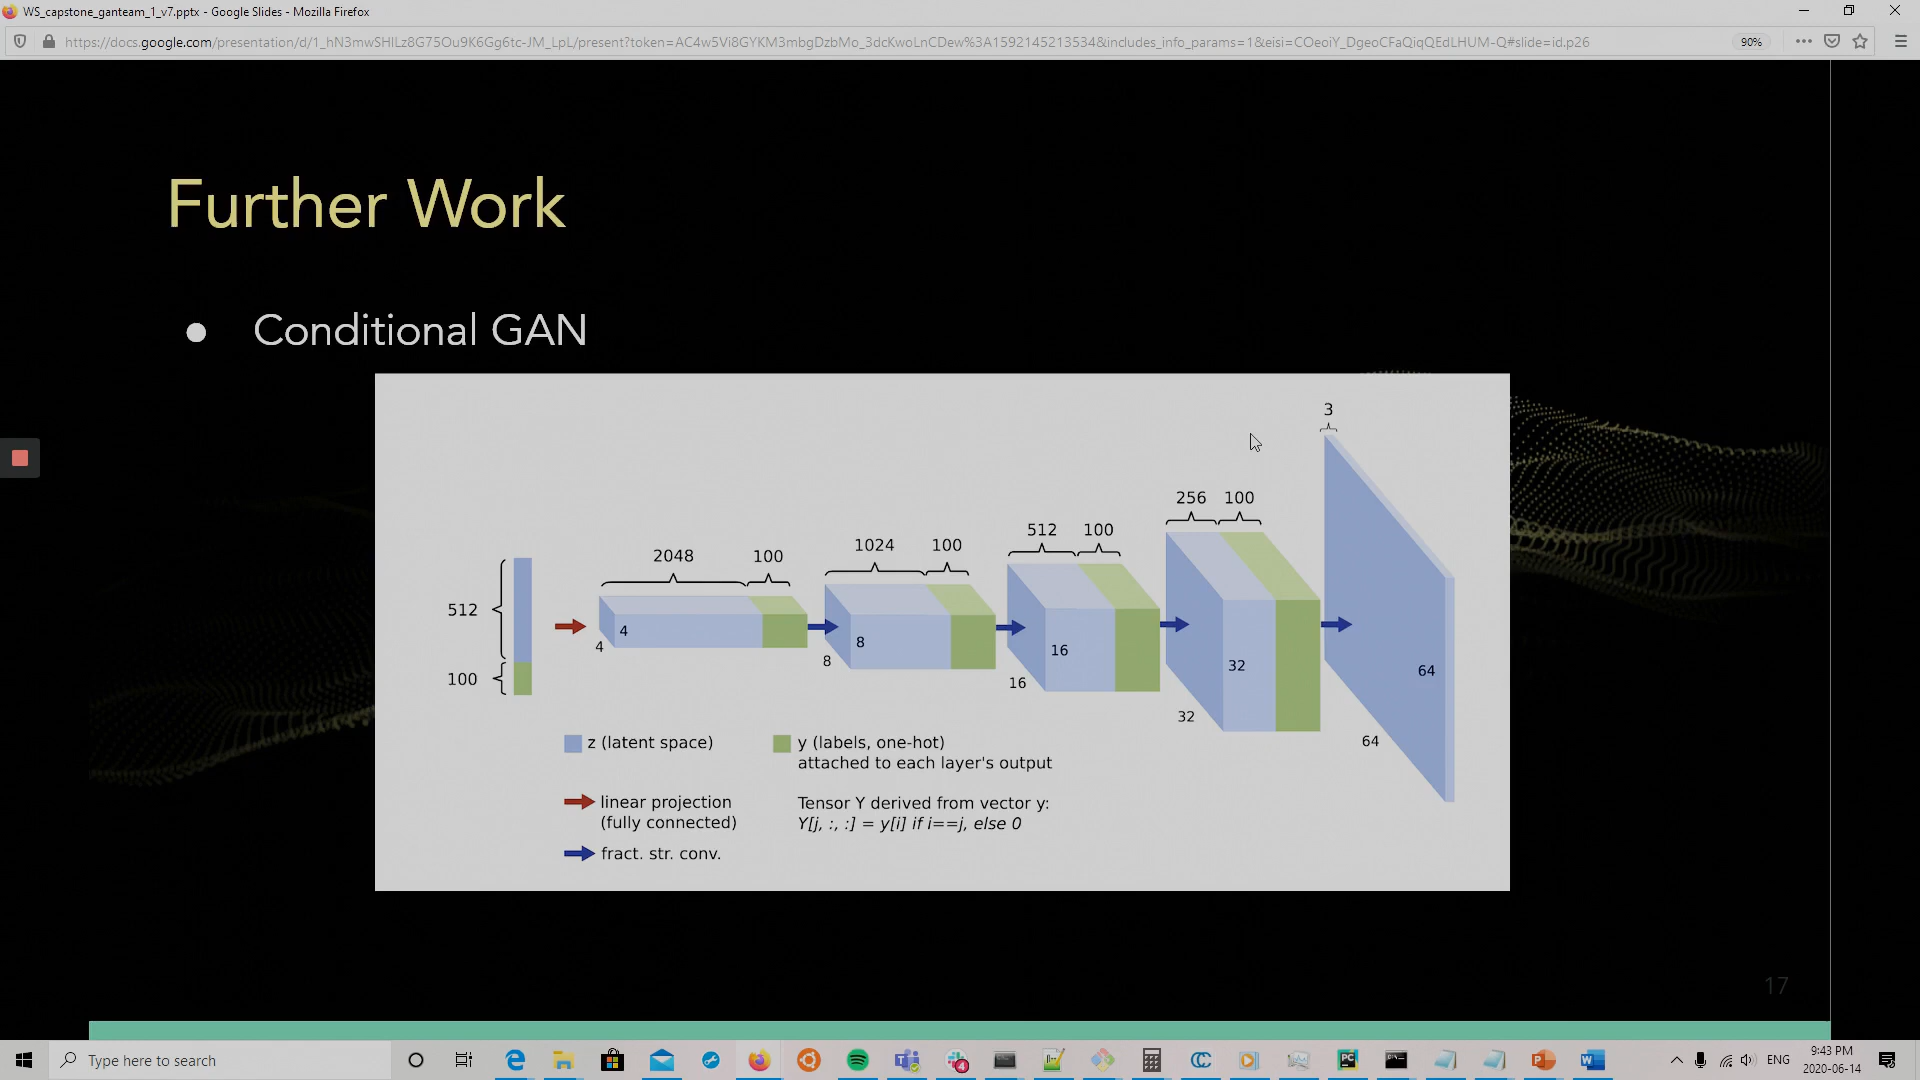 WS_capstone_ganteam_1_v7.pptx - Google Slides - Mozilla Firefox
https://docs.google.com/presentation/d/1_hN3mwSHlLz8G75Ou9K6Gg6tc-JM_LpL/present?token=AC4w5Vi8GYKM3mbgDzbMo_3dcKwoLnCDew%3A1592145213534&includes_info_params=1&eisi=COeoiY_DgeoCFaQiqQEdLHUM-Q#slide=id.p26
90%
Further Work
● Conditional GAN
3
256 100
512 100
1024 100
2048 100
512
100
4
4
8
8
16
16
32
32
64
64
z (latent space)
y (labels, one-hot)
attached to each layer's output
linear projection
(fully connected)
Tensor Y derived from vector y:
Y[j, :, :] = y[i] if i==j, else 0
fract. str. conv.
17
Type here to search
4
PC
CC
P
W
ENG
9:43 PM
2020-06-14